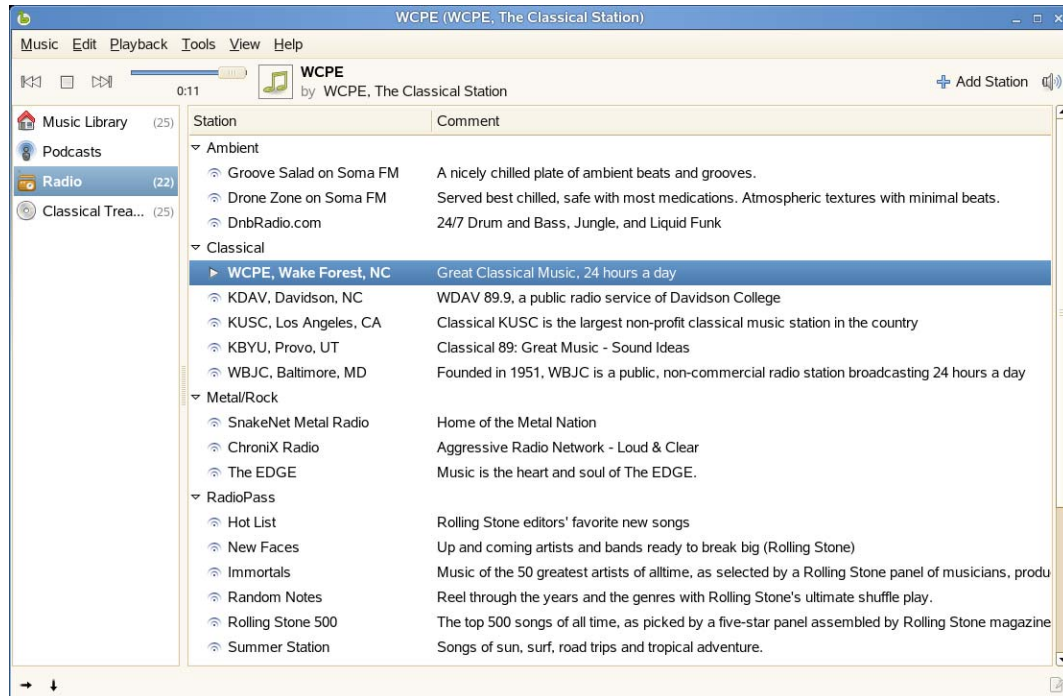 WCPE (WCPE, The Classical Station)
Music Edit Playback Tools View Help
WCPE
0:11 by WCPE, The Classical Station
Add Station
Music Library (25)
Podcasts
Radio (22)
Classical Trea... (25)
Station Comment
Ambient
Groove Salad on Soma FM A nicely chilled plate of ambient beats and grooves.
Drone Zone on Soma FM Served best chilled, safe with most medications. Atmospheric textures with minimal beats.
DnbRadio.com 24/7 Drum and Bass, Jungle, and Liquid Funk
Classical
WCPE, Wake Forest, NC Great Classical Music, 24 hours a day
KDAV, Davidson, NC WDAV 89.9, a public radio service of Davidson College
KUSC, Los Angeles, CA Classical KUSC is the largest non-profit classical music station in the country
KBYU, Provo, UT Classical 89: Great Music - Sound Ideas
WBJC, Baltimore, MD Founded in 1951, WBJC is a public, non-commercial radio station broadcasting 24 hours a day
Metal/Rock
SnakeNet Metal Radio Home of the Metal Nation
ChroniX Radio Aggressive Radio Network - Loud & Clear
The EDGE Music is the heart and soul of The EDGE.
RadioPass
Hot List Rolling Stone editors' favorite new songs
New Faces Up and coming artists and bands ready to break big (Rolling Stone)
Immortals Music of the 50 greatest artists of alltime, as selected by a Rolling Stone panel of musicians, produ
Random Notes Reel through the years and the genres with Rolling Stone's ultimate shuffle play.
Rolling Stone 500 The top 500 songs of all time, as picked by a five-star panel assembled by Rolling Stone magazine
Summer Station Songs of sun, surf, road trips and tropical adventure.